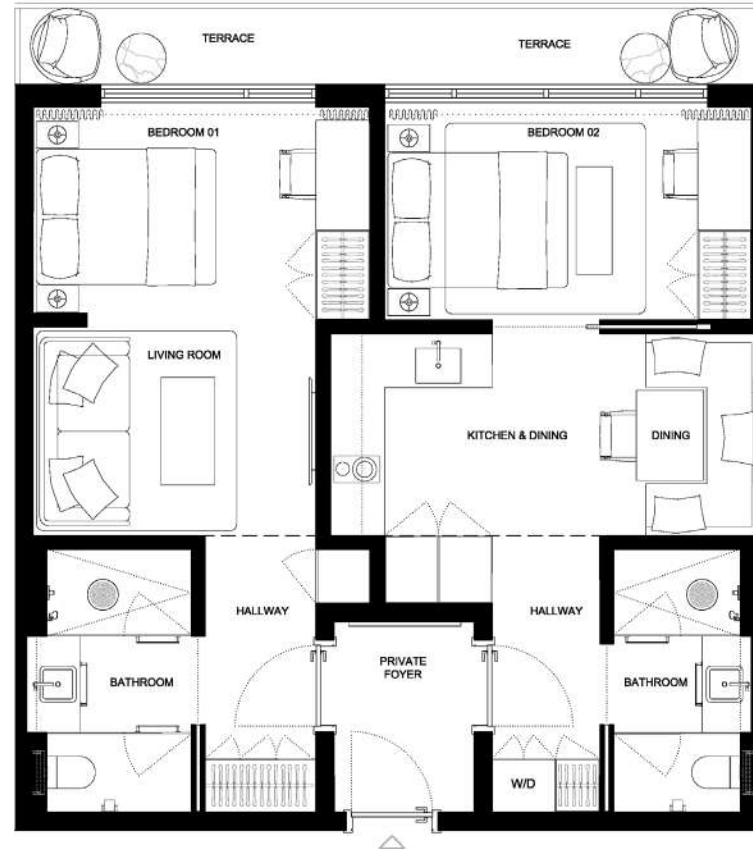 TERRACE
TERRACE
BEDROOM 01
BEDROOM 02
LIVING ROOM
KITCHEN & DINING
DINING
HALLWAY
HALLWAY
PRIVATE
FOYER
BATHROOM
BATHROOM
W/D